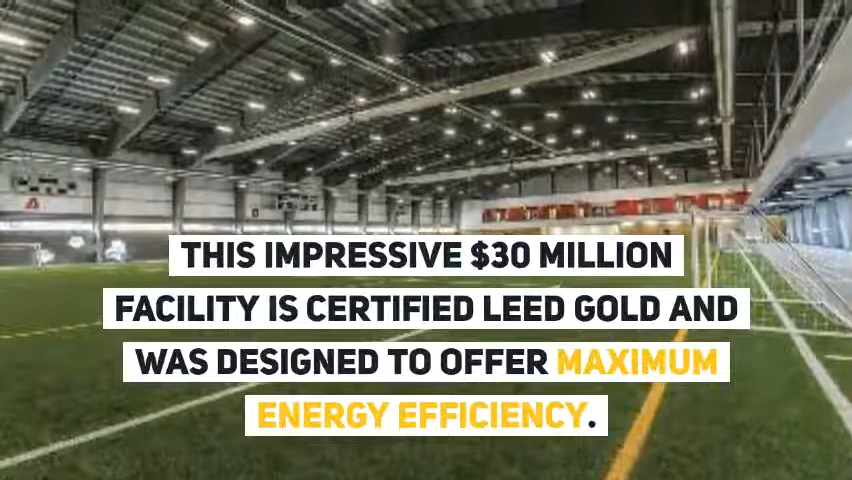 THIS IMPRESSIVE $30 MILLION
FACILITY IS CERTIFIED LEED GOLD AND
WAS DESIGNED TO OFFER MAXIMUM
ENERGY EFFICIENCY.